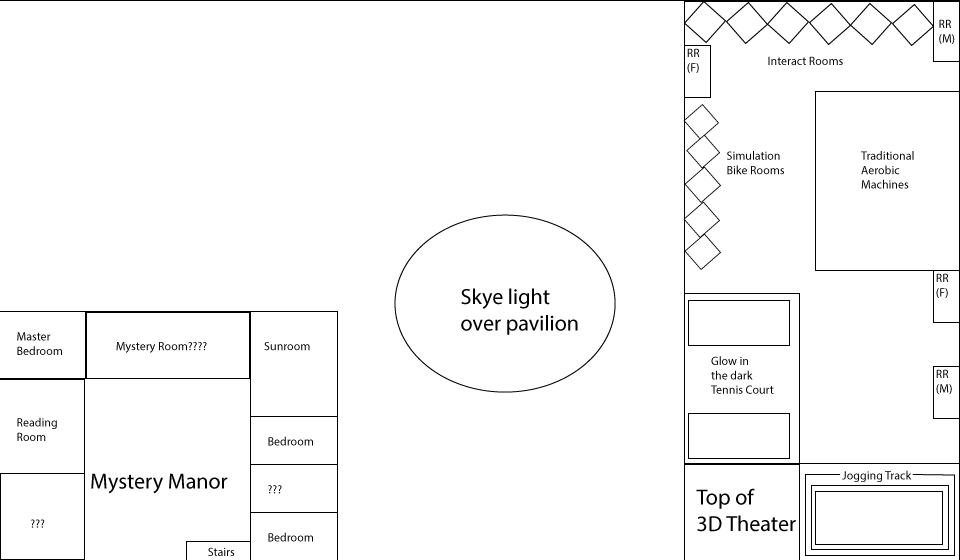 RR
(M)
RR
(F)
Interact Rooms
Simulation
Bike Rooms
Traditional
Aerobic
Machines
RR
(F)
Skye light
over pavilion
Master
Bedroom
Mystery Room????
Sunroom
Glow in
the dark
Tennis Court
RR
(M)
Reading
Room
Bedroom
Mystery Manor
???
Jogging Track
Top of
3D Theater
???
Bedroom
Stairs